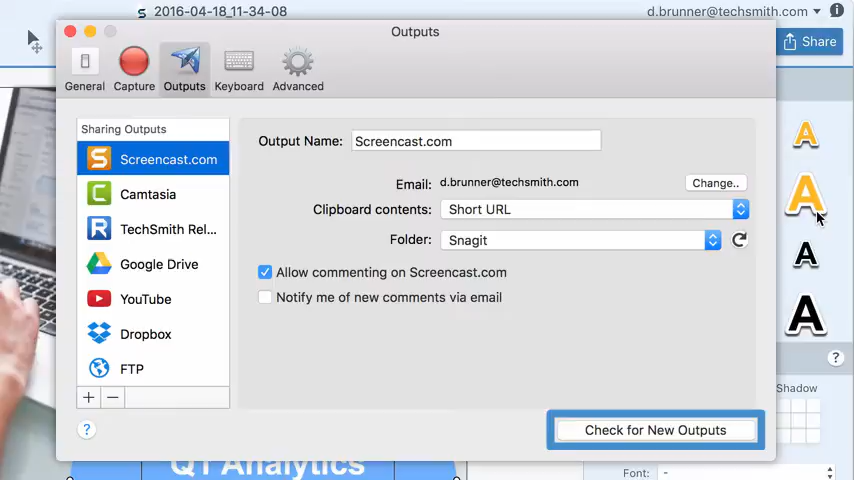 2016-04-18_11-34-08
d.brunner@techsmith.com
Outputs
Share
General
Capture
Outputs
Keyboard
Advanced
Sharing Outputs
Screencast.com
Camtasia
TechSmith Rel...
Google Drive
YouTube
Dropbox
FTP
Output Name: Screencast.com
Email: d.brunner@techsmith.com Change..
Clipboard contents: Short URL
Folder: Snagit
Allow commenting on Screencast.com
Notify me of new comments via email
Check for New Outputs
A
A
A
A
Shadow
Font: -
Q1 Analytics